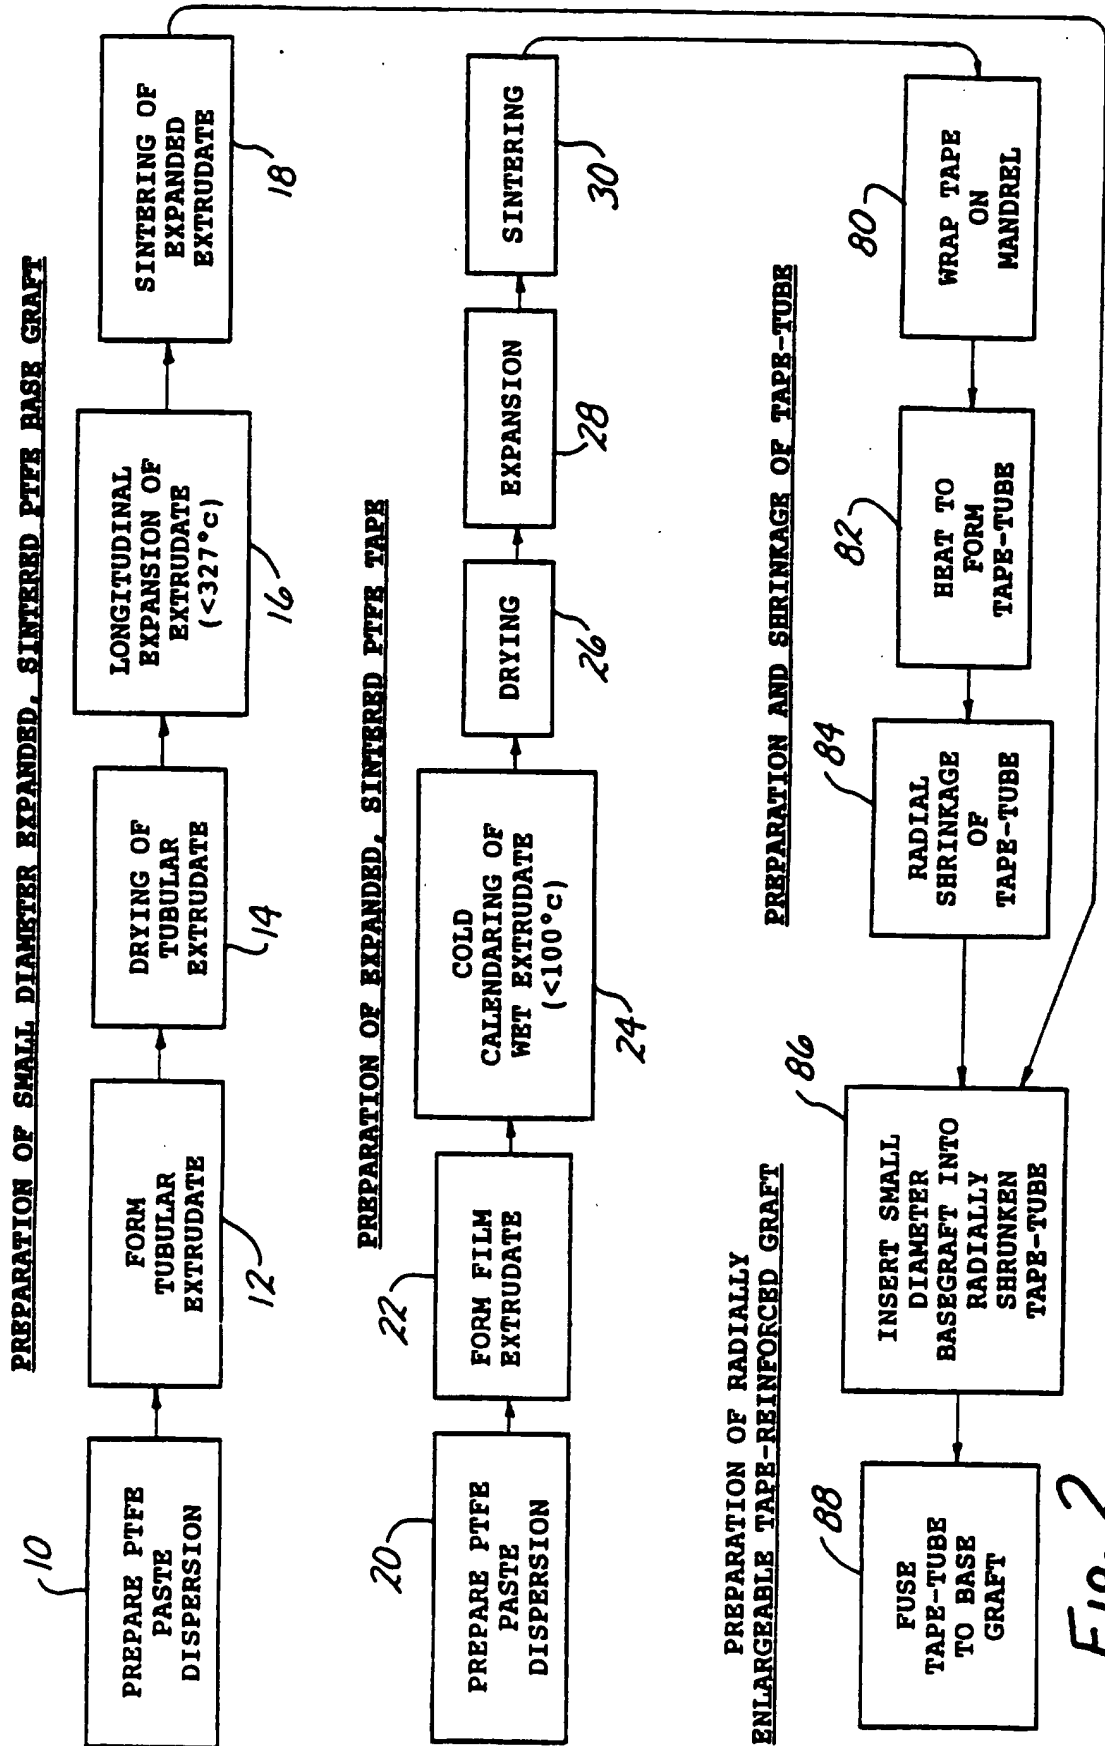 PREPARATION OF SMALL DIAMETER EXPANDED, SINTERED PTFE BASE GRAFT
10
PREPARE PTFE
PASTE
DISPERSION
FORM
TUBULAR
EXTRUDATE
12
DRYING OF
TUBULAR
EXTRUDATE
14
LONGITUDINAL
EXPANSION OF
EXTRUDATE
(<327°c)
16
SINTERING OF
EXPANDED
EXTRUDATE
18
PREPARATION OF EXPANDED, SINTERED PTFE TAPE
20
PREPARE PTFE
PASTE
DISPERSION
22
FORM FILM
EXTRUDATE
COLD
CALENDARING OF
WET EXTRUDATE
(<100°c)
24
DRYING
26
EXPANSION
28
SINTERING
30
PREPARATION AND SHRINKAGE OF TAPE-TUBE
80
WRAP TAPE
ON
MANDREL
82
HEAT TO
FORM
TAPE-TUBE
84
RADIAL
SHRINKAGE
OF
TAPE-TUBE
PREPARATION OF RADIALLY
ENLARGEABLE TAPE-REINFORCED GRAFT
86
INSERT SMALL
DIAMETER
BASEGRAFT INTO
RADIALLY
SHRUNKEN
TAPE-TUBE
88
FUSE
TAPE-TUBE
TO BASE
GRAFT
FIG. 2